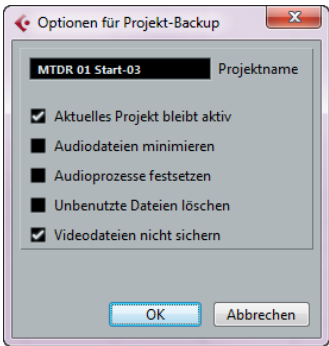 Optionen für Projekt-Backup
MTDR 01 Start-03 Projektname
Aktuelles Projekt bleibt aktiv
Audiodateien minimieren
Audioprozesse festsetzen
Unbenutzte Dateien löschen
Videodateien nicht sichern
OK Abbrechen